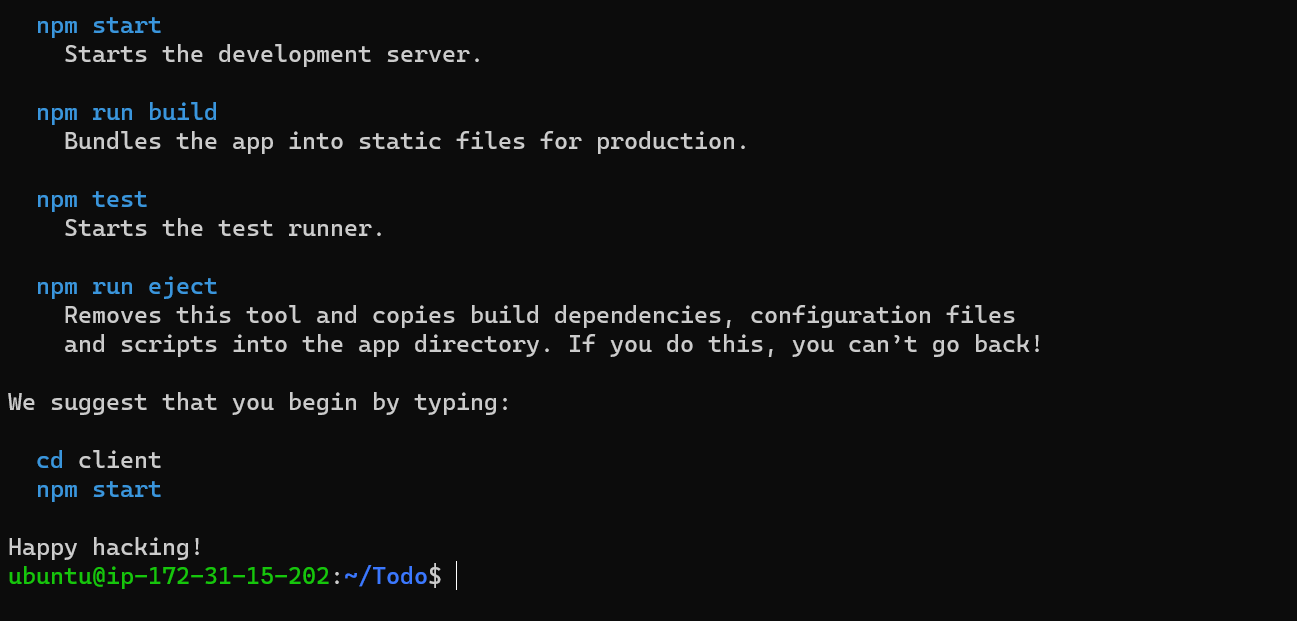 npm start
Starts the development server.
npm run build
Bundles the app into static files for production.
npm test
Starts the test runner.
npm run eject
Removes this tool and copies build dependencies, configuration files
and scripts into the app directory. If you do this, you can’t go back!
We suggest that you begin by typing:
cd client
npm start
Happy hacking!
ubuntu@ip-172-31-15-202:~/Todo$